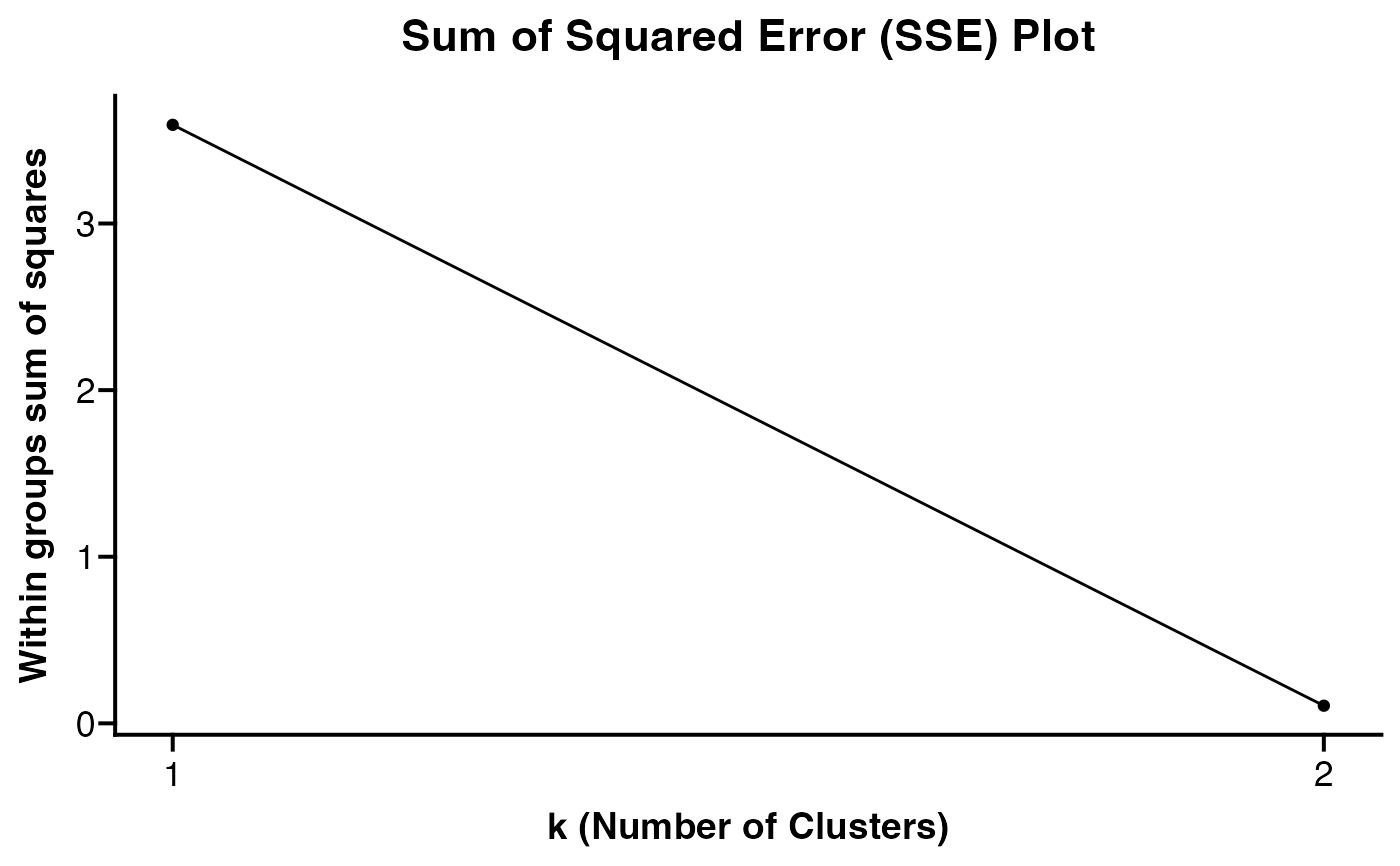 Sum of Squared Error (SSE) Plot
Within groups sum of squares
3
2
1
0
1
2
k (Number of Clusters)